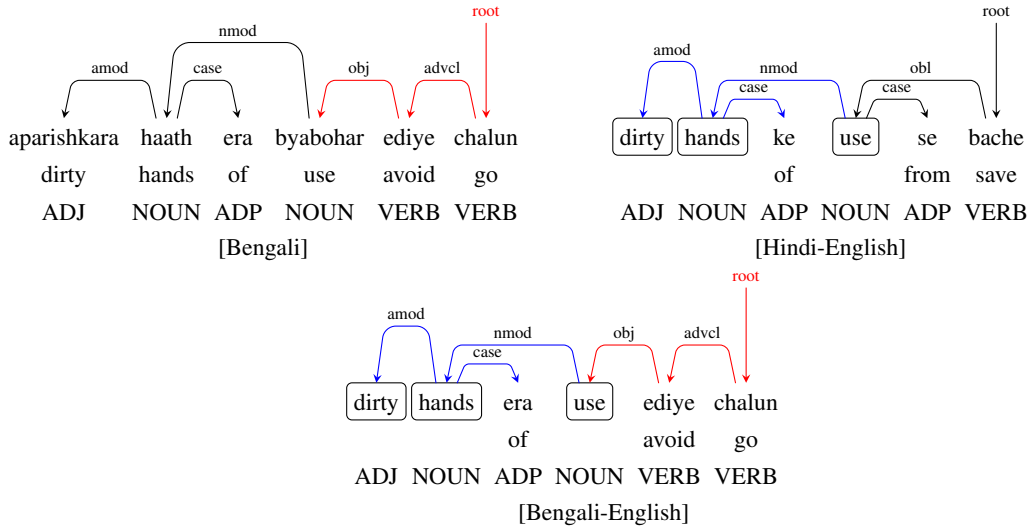 root
nmod
amod case obj advcl
aparishkara haath era byabohar ediye chalun
dirty hands of use avoid go
ADJ NOUN ADP NOUN VERB VERB
[Bengali]
root
amod nmod obl
case case
dirty hands ke use se bache
of from save
ADJ NOUN ADP NOUN ADP VERB
[Hindi-English]
root
amod nmod obj advcl
case
dirty hands era use ediye chalun
of avoid go
ADJ NOUN ADP NOUN VERB VERB
[Bengali-English]